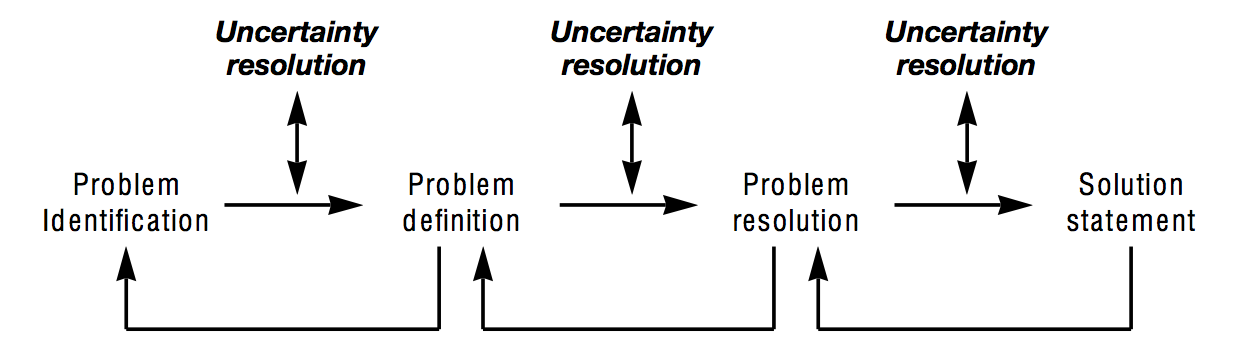 Uncertainty
resolution
Uncertainty
resolution
Uncertainty
resolution
Problem
Identification
Problem
definition
Problem
resolution
Solution
statement